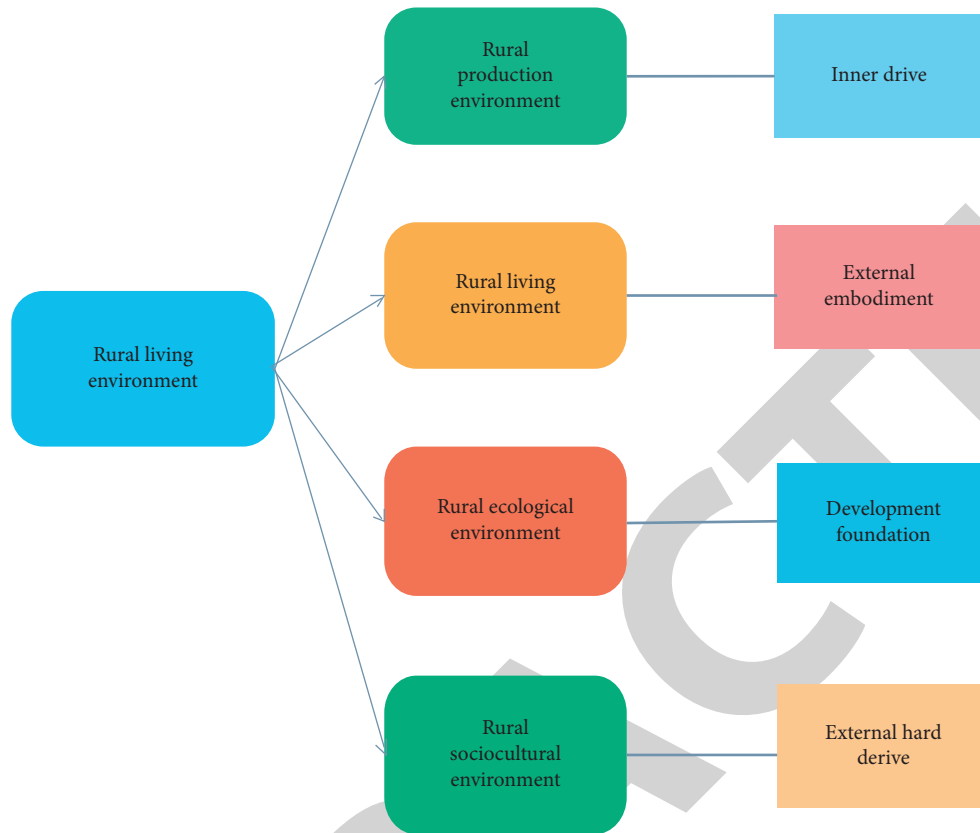 Rural
production
environment
Inner drive
Rural living
environment
External
embodiment
Rural living
environment
Rural ecological
environment
Development
foundation
Rural
sociocultural
environment
External hard
derive